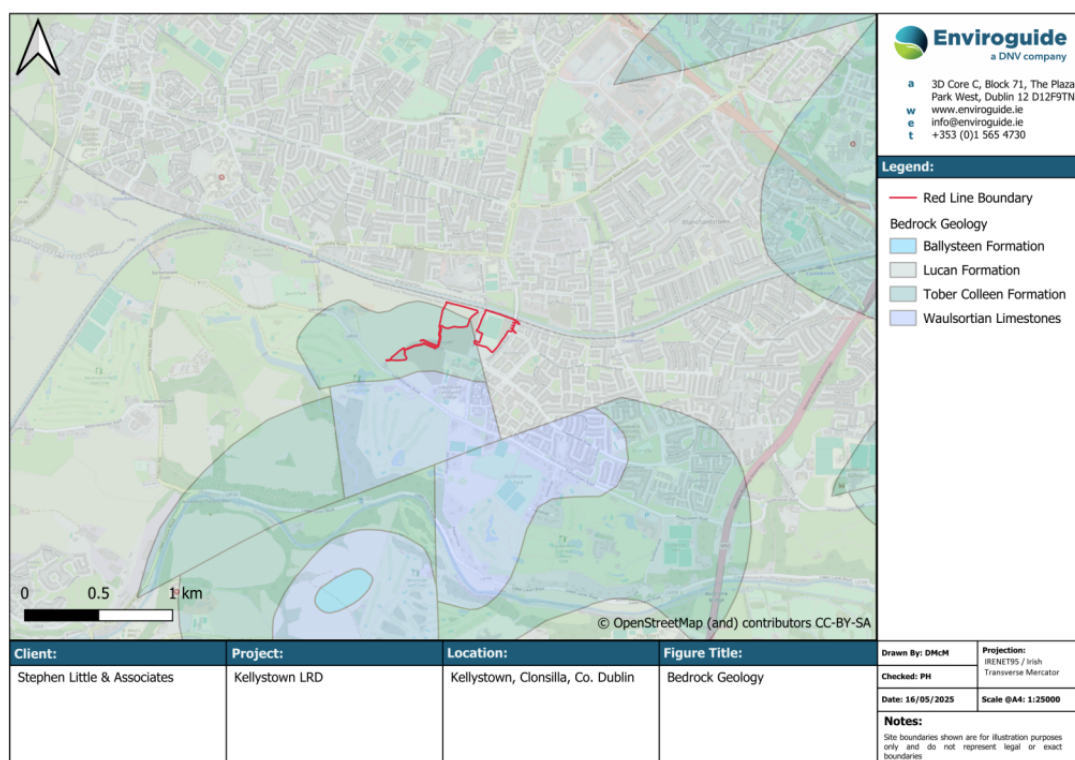 Enviroguide
a DNV company
a 3D Core C, Block 71, The Plaza
Park West, Dublin 12 D12F9TN
w www.enviroguide.ie
e info@enviroguide.ie
t +353 (0)1 565 4730
Legend:
Red Line Boundary
Bedrock Geology
Ballysteen Formation
Lucan Formation
Tober Colleen Formation
Waulsortian Limestones
0 0.5 1 km
© OpenStreetMap (and) contributors CC-BY-SA
Client:
Stephen Little & Associates
Project:
Kellystown LRD
Location:
Kellystown, Clonsilla, Co. Dublin
Figure Title:
Bedrock Geology
Drawn By: DMcM
Checked: PH
Date: 16/05/2025
Projection:
IRENET95 / Irish
Transverse Mercator
Scale @A4: 1:25000
Notes:
Site boundaries shown are for illustration purposes
only and do not represent legal or exact
boundaries